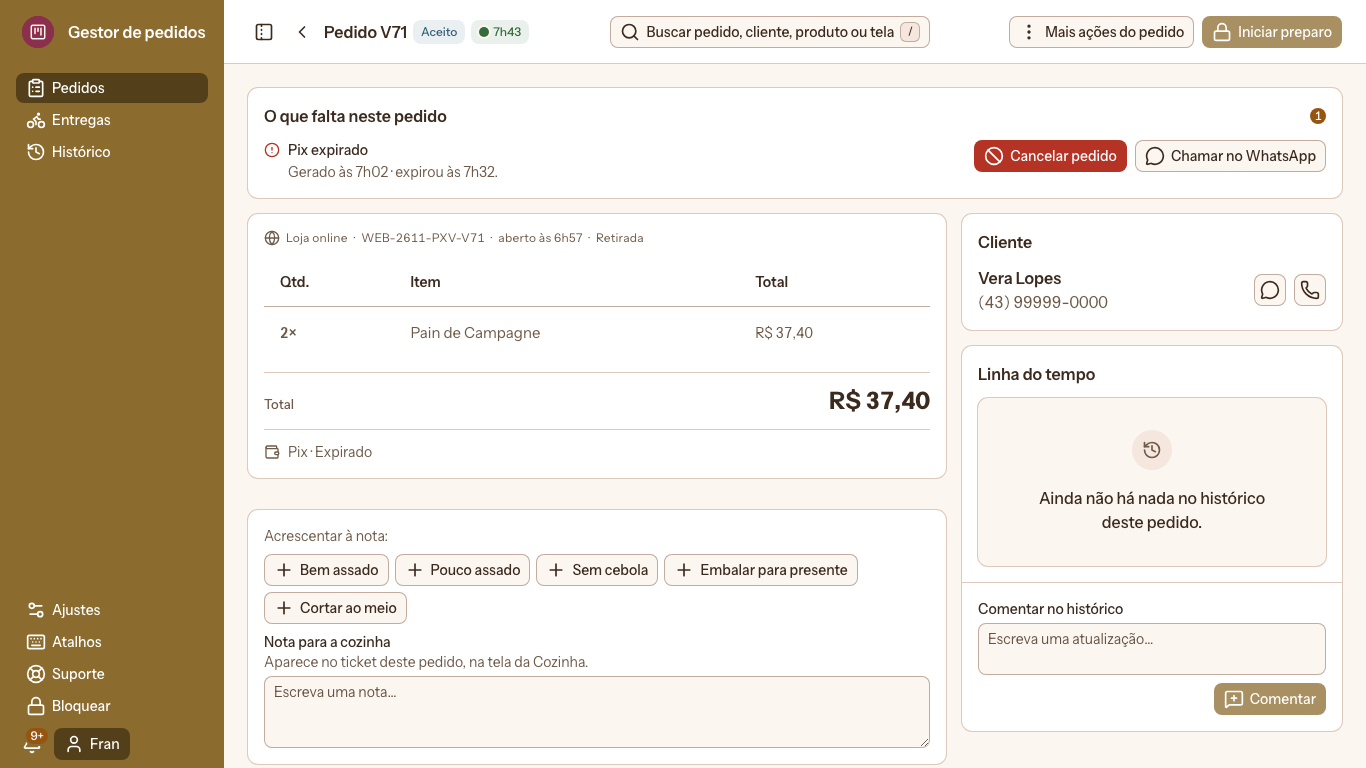 Gestor de pedidos
Pedidos
Entregas
Histórico
Ajustes
Atalhos
Suporte
Bloquear
9+
Fran
Pedido V71
Aceito
7h43
Buscar pedido, cliente, produto ou tela
/
Mais ações do pedido
Iniciar preparo
O que falta neste pedido
1
Pix expirado
Gerado às 7h02 · expirou às 7h32.
Cancelar pedido
Chamar no WhatsApp
Loja online · WEB-2611-PXV-V71 · aberto às 6h57 · Retirada
Qtd. Item Total
2× Pain de Campagne R$ 37,40
Total R$ 37,40
Pix · Expirado
Acrescentar à nota:
Bem assado
Pouco assado
Sem cebola
Embalar para presente
Cortar ao meio
Nota para a cozinha
Aparece no ticket deste pedido, na tela da Cozinha.
Escreva uma nota...
Cliente
Vera Lopes
(43) 99999-0000
Linha do tempo
Ainda não há nada no histórico
deste pedido.
Comentar no histórico
Escreva uma atualização...
Comentar